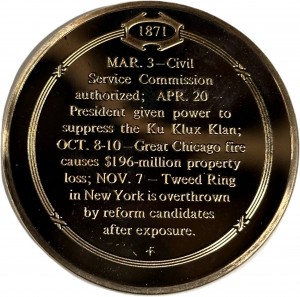 1871
MAR. 3—Civil
Service Commission
authorized; APR. 20—
President given power to
suppress the Ku Klux Klan;
OCT. 8-10—Great Chicago fire
causes $196-million property
loss; NOV. 7—Tweed Ring
in New York is overthrown
by reform candidates
after exposure.